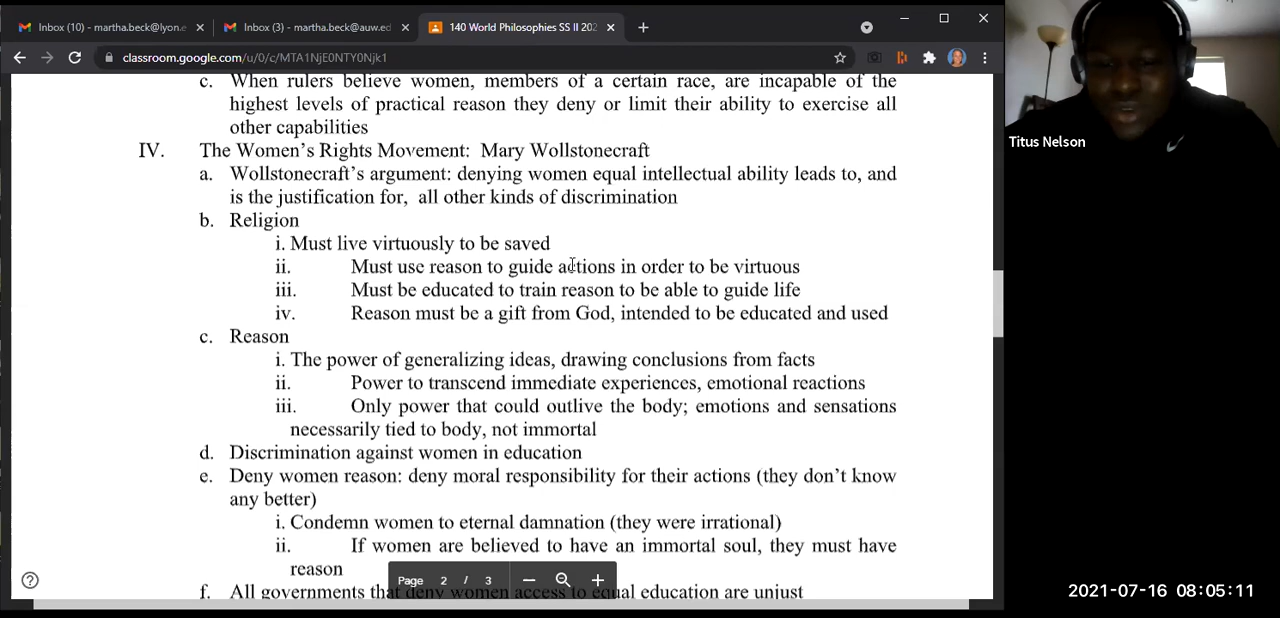 Inbox (10) - martha.beck@lyon.e
Inbox (3) - martha.beck@auw.ed
140 World Philosophies SS II 202
classroom.google.com/u/0/c/MTA1NjE0NTY0Njk1
c. When rulers believe women, members of a certain race, are incapable of the
highest levels of practical reason they deny or limit their ability to exercise all
other capabilities
IV. The Women's Rights Movement: Mary Wollstonecraft
a. Wollstonecraft's argument: denying women equal intellectual ability leads to, and
is the justification for, all other kinds of discrimination
b. Religion
i. Must live virtuously to be saved
ii. Must use reason to guide actions in order to be virtuous
iii. Must be educated to train reason to be able to guide life
iv. Reason must be a gift from God, intended to be educated and used
c. Reason
i. The power of generalizing ideas, drawing conclusions from facts
ii. Power to transcend immediate experiences, emotional reactions
iii. Only power that could outlive the body; emotions and sensations
necessarily tied to body, not immortal
d. Discrimination against women in education
e. Deny women reason: deny moral responsibility for their actions (they don't know
any better)
i. Condemn women to eternal damnation (they were irrational)
ii. If women are believed to have an immortal soul, they must have
reason
f. All governments that deny women access to equal education are unjust
Page 2 / 3
Titus Nelson
2021-07-16 08:05:11